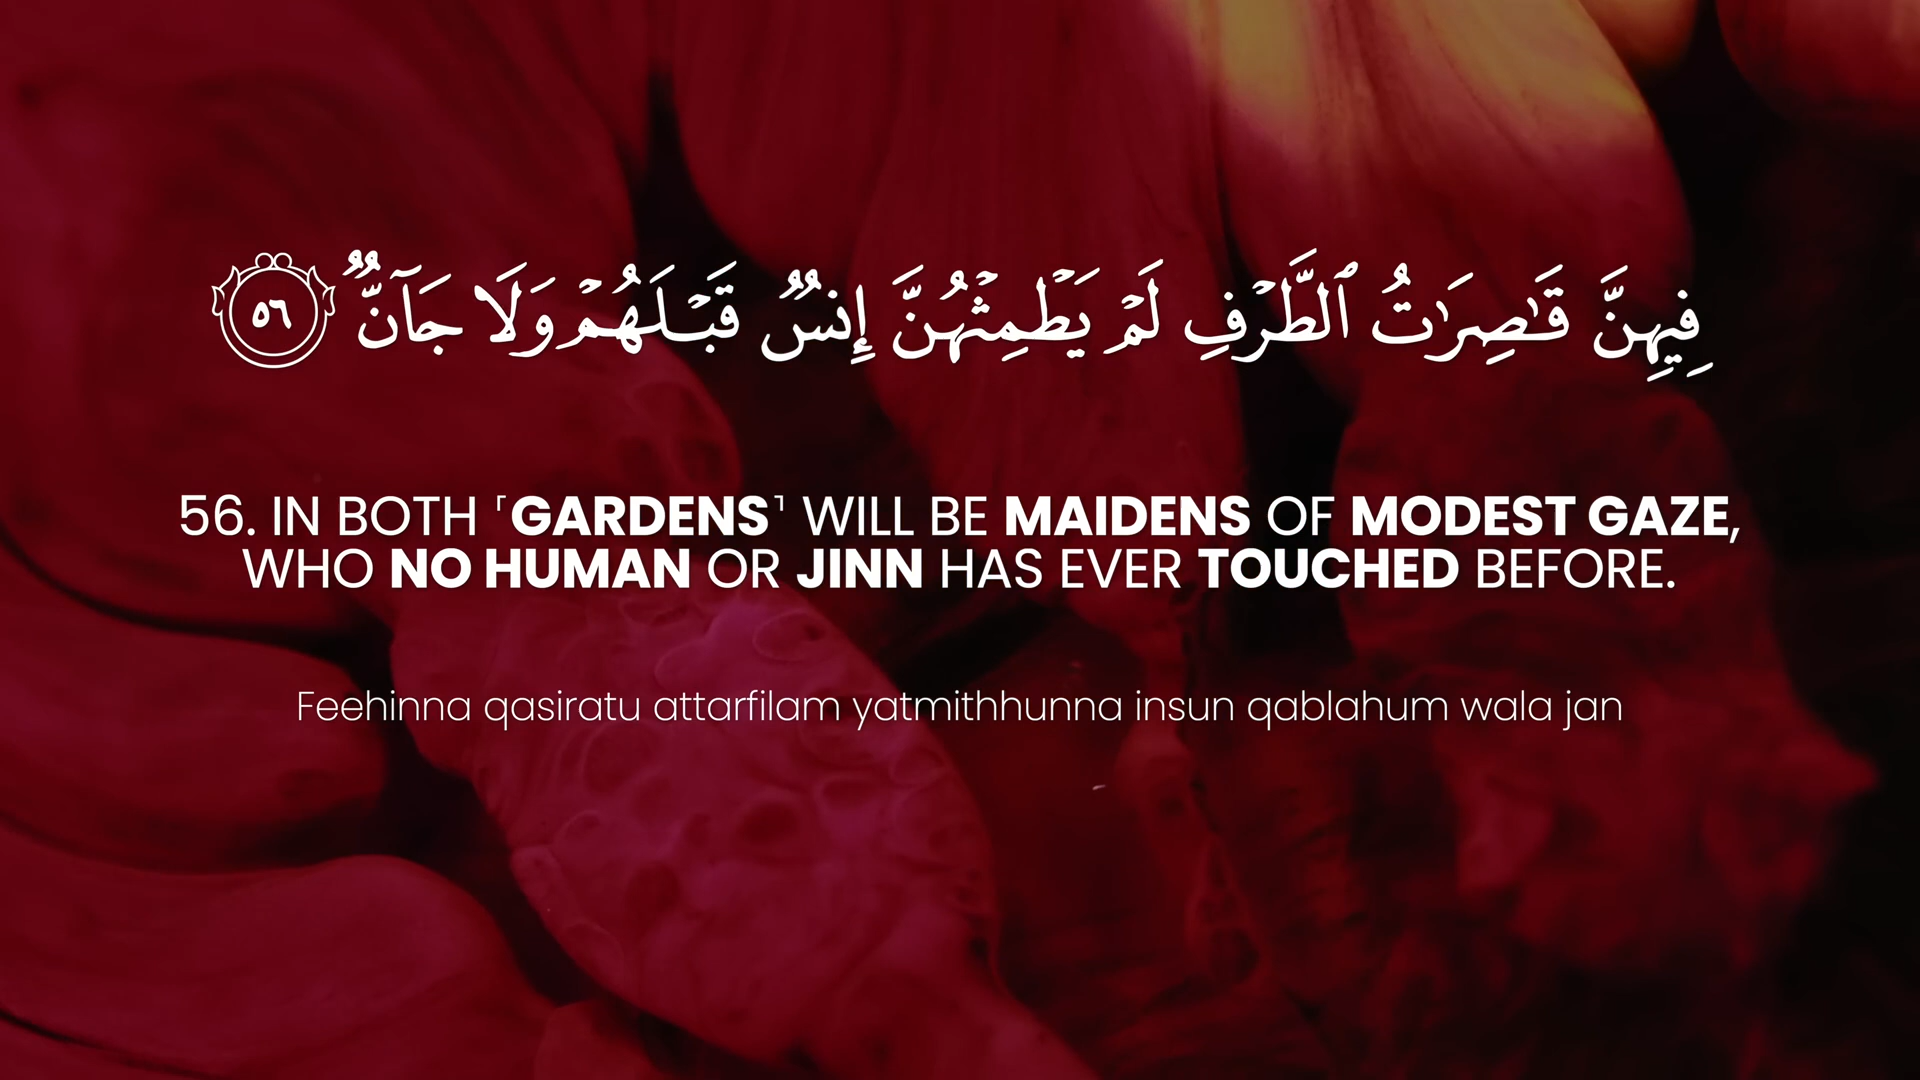 فِيهِنَّ قَـٰصِرَٰتُ ٱلطَّرْفِ لَمْ يَطْمِثْهُنَّ إِنسٌۭ قَبْلَهُمْ وَلَا جَآنٌّۭ ٥٦
56. IN BOTH ˹GARDENS˺ WILL BE MAIDENS OF MODEST GAZE,
WHO NO HUMAN OR JINN HAS EVER TOUCHED BEFORE.
Feehinna qasiratu attarfilam yatmithhunna insun qablahum wala jan